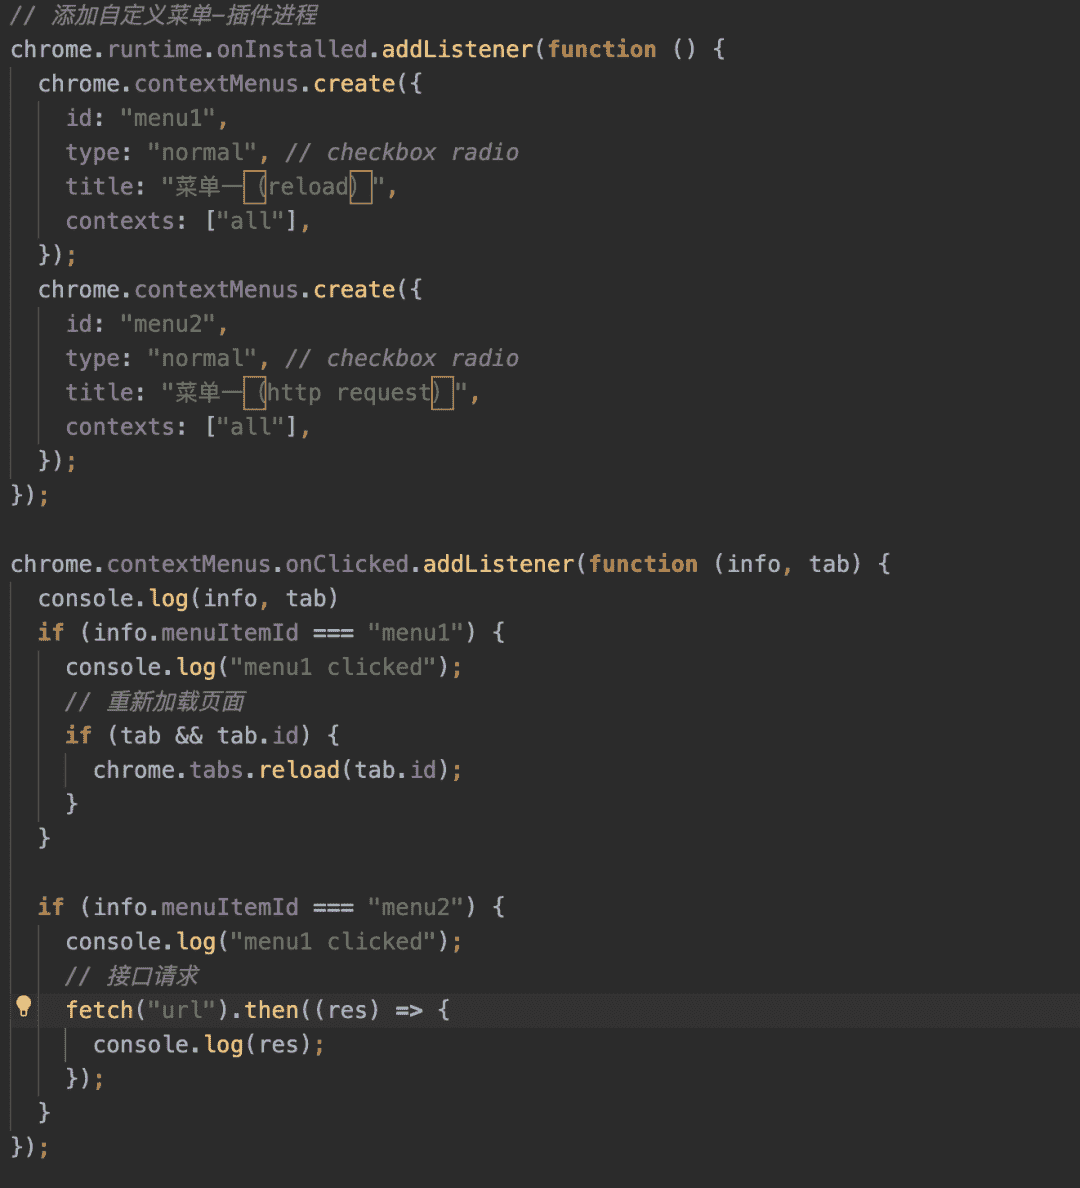 // 添加自定义菜单-插件进程
chrome.runtime.onInstalled.addListener(function () {
  chrome.contextMenus.create({
    id: "menu1",
    type: "normal", // checkbox radio
    title: "菜单一（reload）",
    contexts: ["all"],
  });
  chrome.contextMenus.create({
    id: "menu2",
    type: "normal", // checkbox radio
    title: "菜单一（http request）",
    contexts: ["all"],
  });
});

chrome.contextMenus.onClicked.addListener(function (info, tab) {
  console.log(info, tab)
  if (info.menuItemId === "menu1") {
    console.log("menu1 clicked");
    // 重新加载页面
    if (tab && tab.id) {
      chrome.tabs.reload(tab.id);
    }
  }

  if (info.menuItemId === "menu2") {
    console.log("menu1 clicked");
    // 接口请求
    fetch("url").then((res) => {
      console.log(res);
    });
  }
});